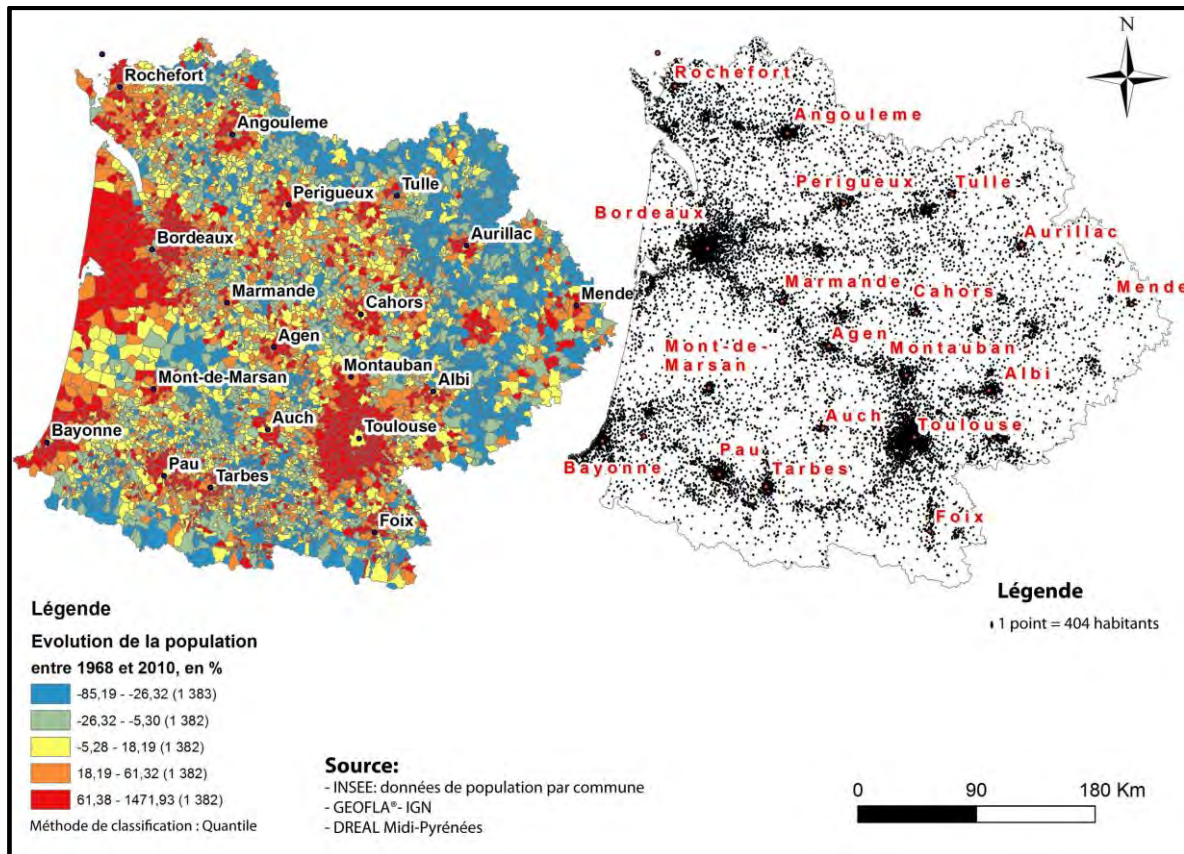 Rochefort
Angouleme
Perigueux
Tulle
Bordeaux
Aurillac
Marmande
Cahors
Mende
Agen
Mont-de-Marsan
Montauban
Albi
Auch
Toulouse
Bayonne
Pau
Tarbes
Foix
Légende
Evolution de la population
entre 1968 et 2010, en %
-85,19 - -26,32 (1 383)
-26,32 - -5,30 (1 382)
-5,28 - 18,19 (1 382)
18,19 - 61,32 (1 382)
61,38 - 1471,93 (1 382)
Méthode de classification : Quantile
N
Rochefort
Angouleme
Perigueux
Tulle
Bordeaux
Aurillac
Marmande
Cahors
Mende
Agen
Mont-de-
Marsan
Montauban
Albi
Auch
Toulouse
Bayonne
Pau
Tarbes
Foix
Légende
1 point = 404 habitants
Source:
- INSEE: données de population par commune
- GEOFLA®- IGN
- DREAL Midi-Pyrénées
0 90 180 Km